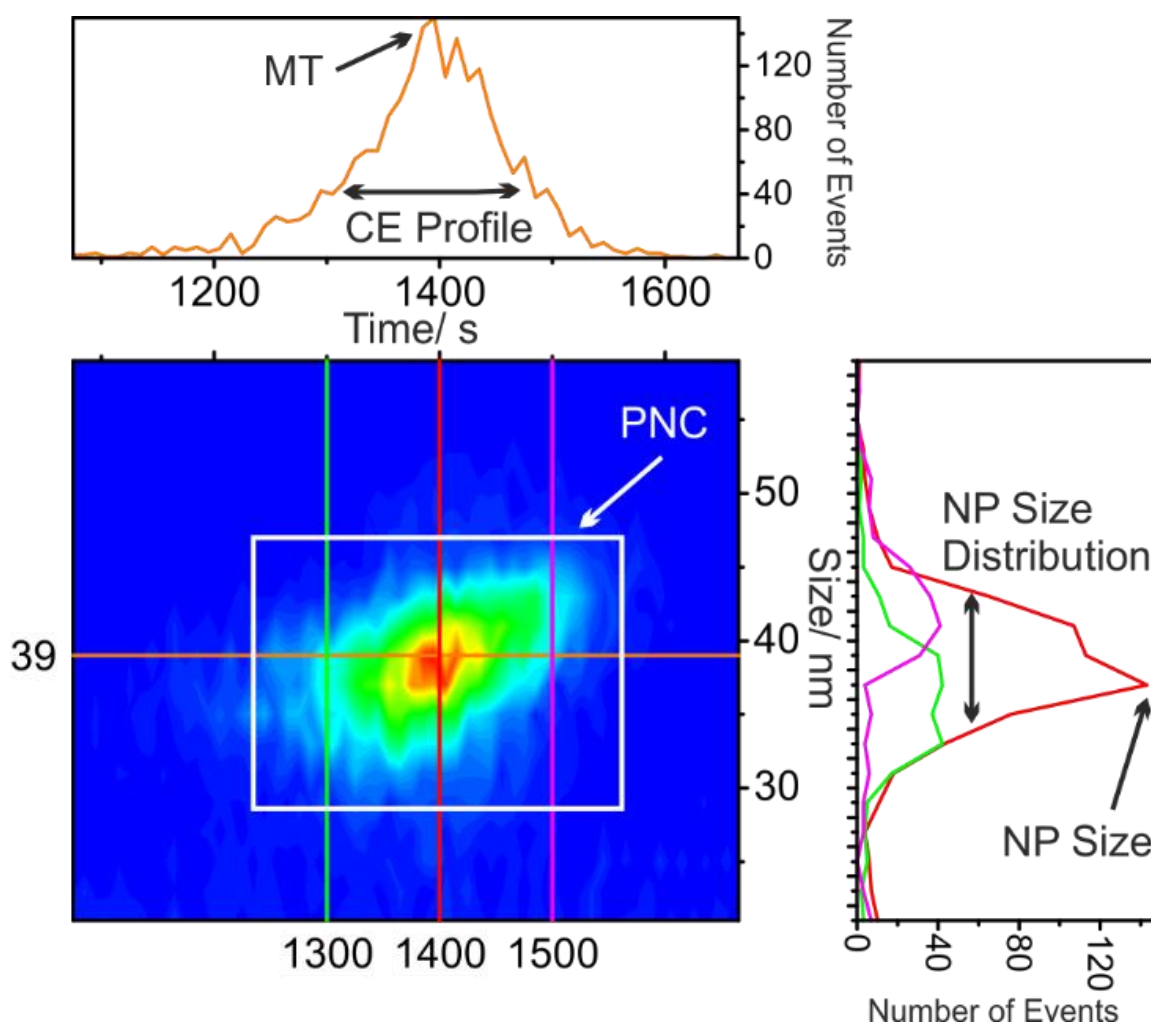 MT
CE Profile
120
80
40
0
Number of Events
1200
1400
1600
Time/ s
PNC
50
40
30
Size/ nm
39
1300
1400
1500
NP Size
Distribution
NP Size
0
40
80
120
Number of Events